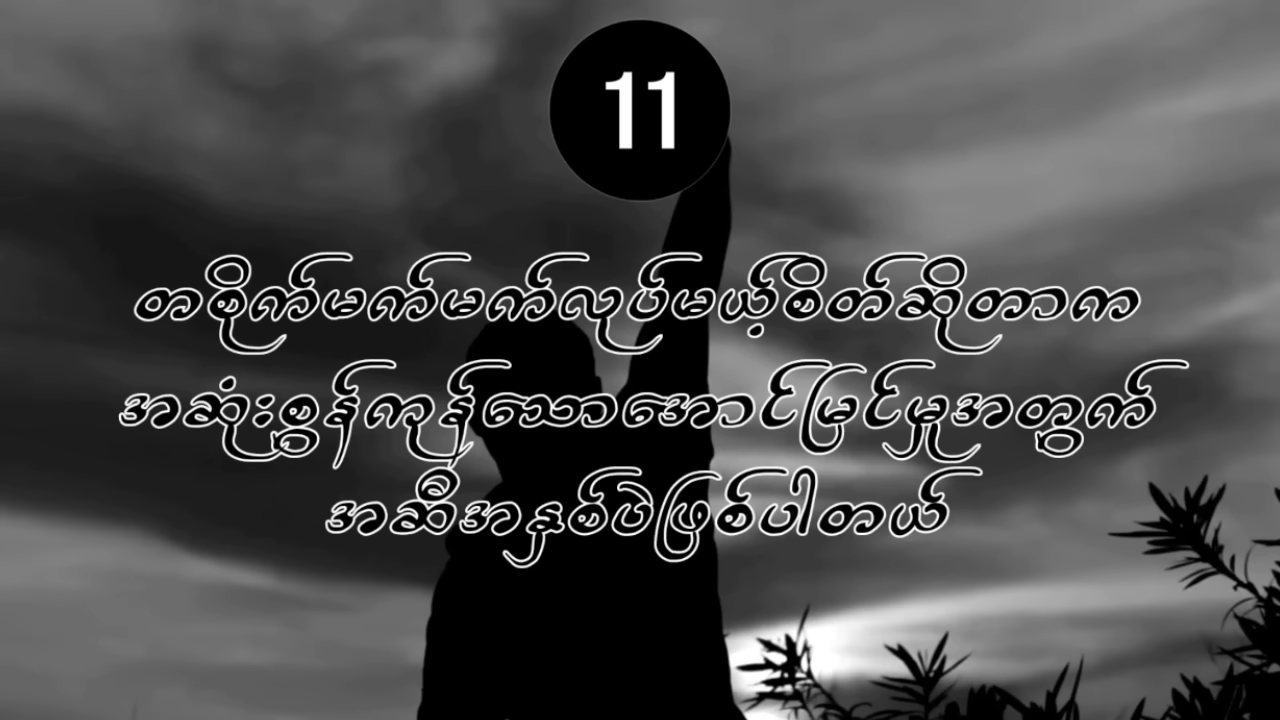 11
တစိုက်မက်မက်လုပ်မယ့်စိတ်ဆိုတာက
အဆုံးစွန်ကုန်သောအောင်မြင်မှုအတွက်
အဆီအနှစ်ပဲဖြစ်ပါတယ်